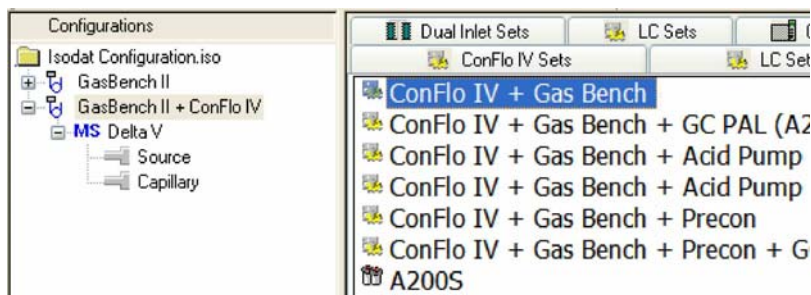 Configurations
Isodat Configuration.iso
GasBench II
GasBench II + ConFlo IV
MS Delta V
Source
Capillary
Dual Inlet Sets
LC Sets
ConFlo IV Sets
LC Set
ConFlo IV + Gas Bench
ConFlo IV + Gas Bench + GC PAL (A2
ConFlo IV + Gas Bench + Acid Pump
ConFlo IV + Gas Bench + Acid Pump
ConFlo IV + Gas Bench + Precon
ConFlo IV + Gas Bench + Precon + G
A200S